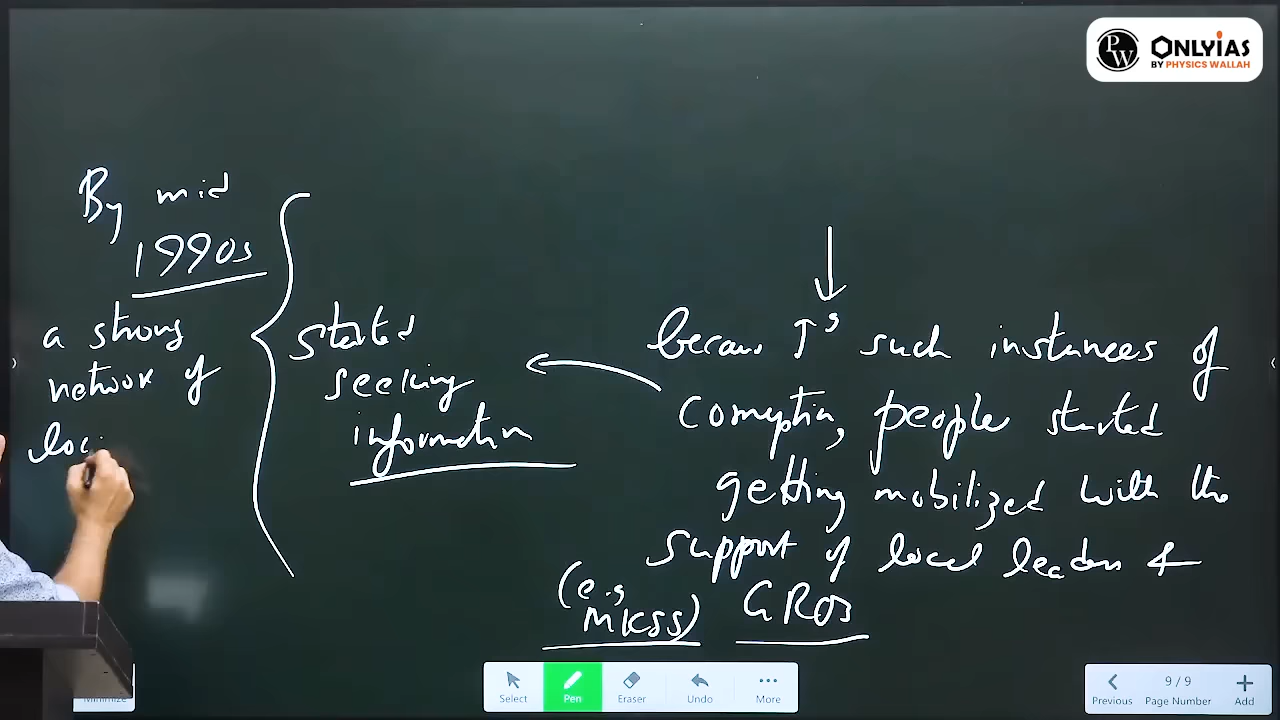 ONLYIAS
BY PHYSICS WALLAH
PW
By mid
1990s
a strong
network of
started
seeking
information
because ↑s such instances of
corruption, people started
getting mobilized with the
support of local leaders &
(e.g
MKSS) GROs
Select
Pen
Eraser
Undo
More
9 / 9
Previous
Page Number
Add